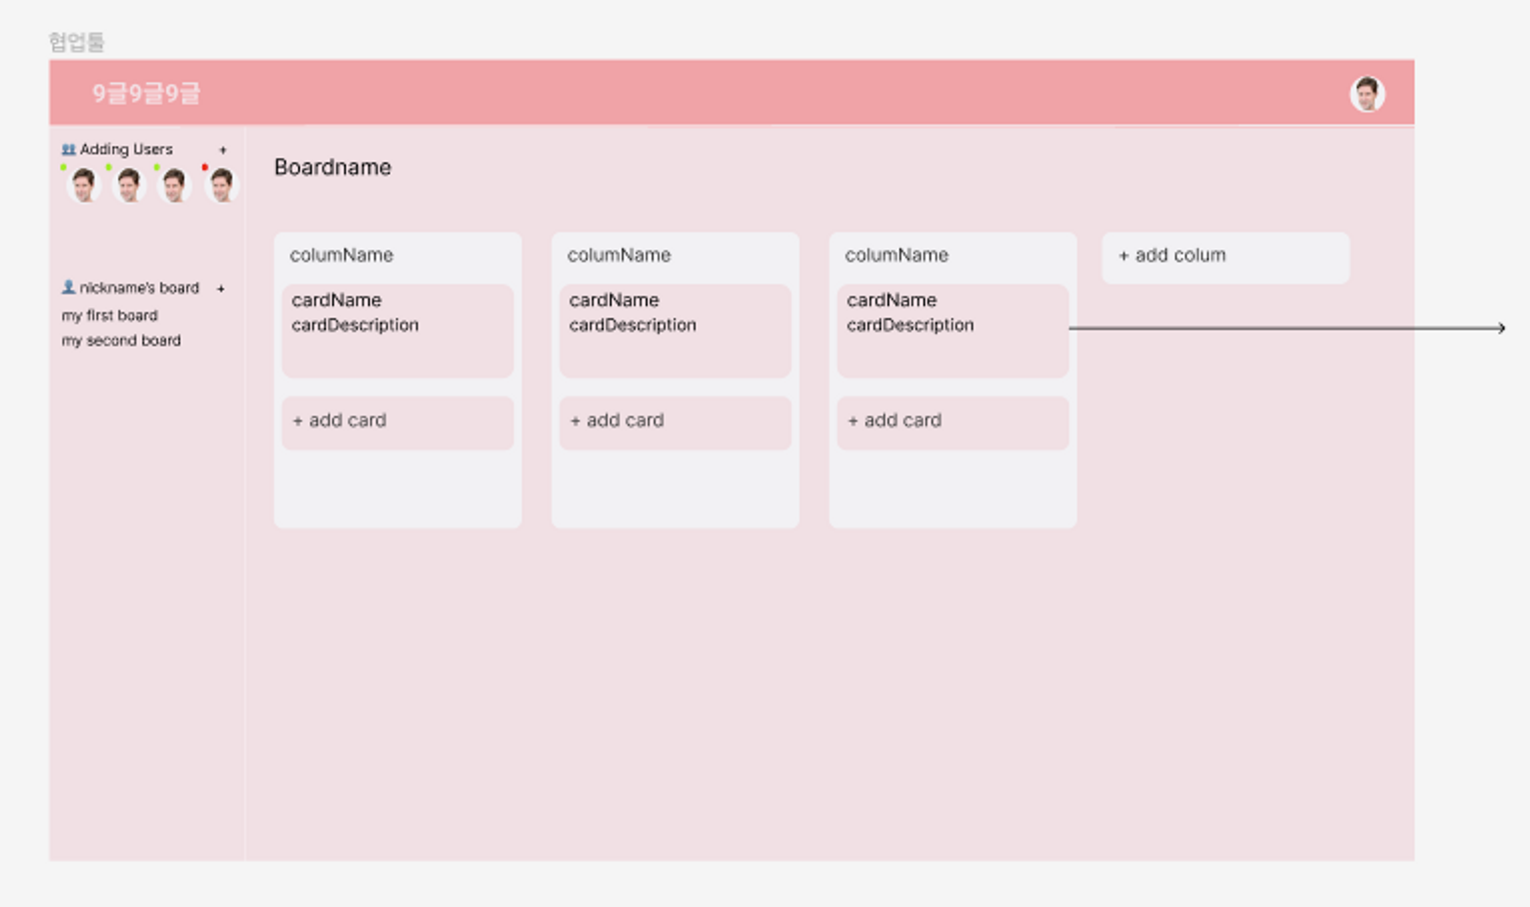 협업툴
9글9글9글
Adding Users +
nickname's board +
my first board
my second board
Boardname
columName
cardName
cardDescription
+ add card
columName
cardName
cardDescription
+ add card
columName
cardName
cardDescription
+ add card
+ add colum